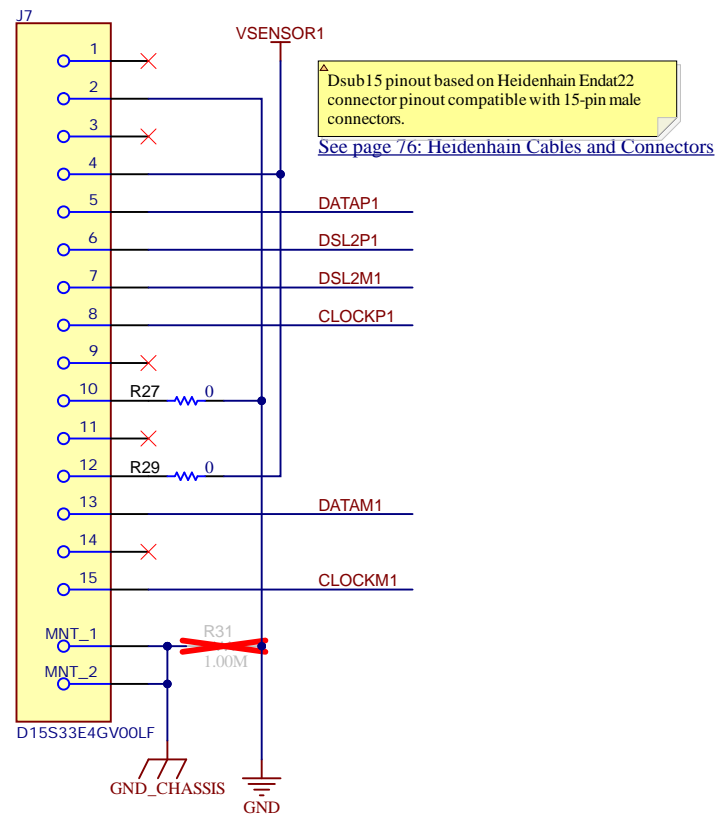 J7
VSENSOR1
1
2
3
4
5
6
7
8
9
10
11
12
13
14
15
MNT_1
MNT_2
Dsub15 pinout based on Heidenhain Endat22
connector pinout compatible with 15-pin male
connectors.
See page 76: Heidenhain Cables and Connectors
DATAP1
DSL2P1
DSL2M1
CLOCKP1
R27 0
R29 0
DATAM1
CLOCKM1
R31
1.00M
D15S33E4GV00LF
GND_CHASSIS
GND